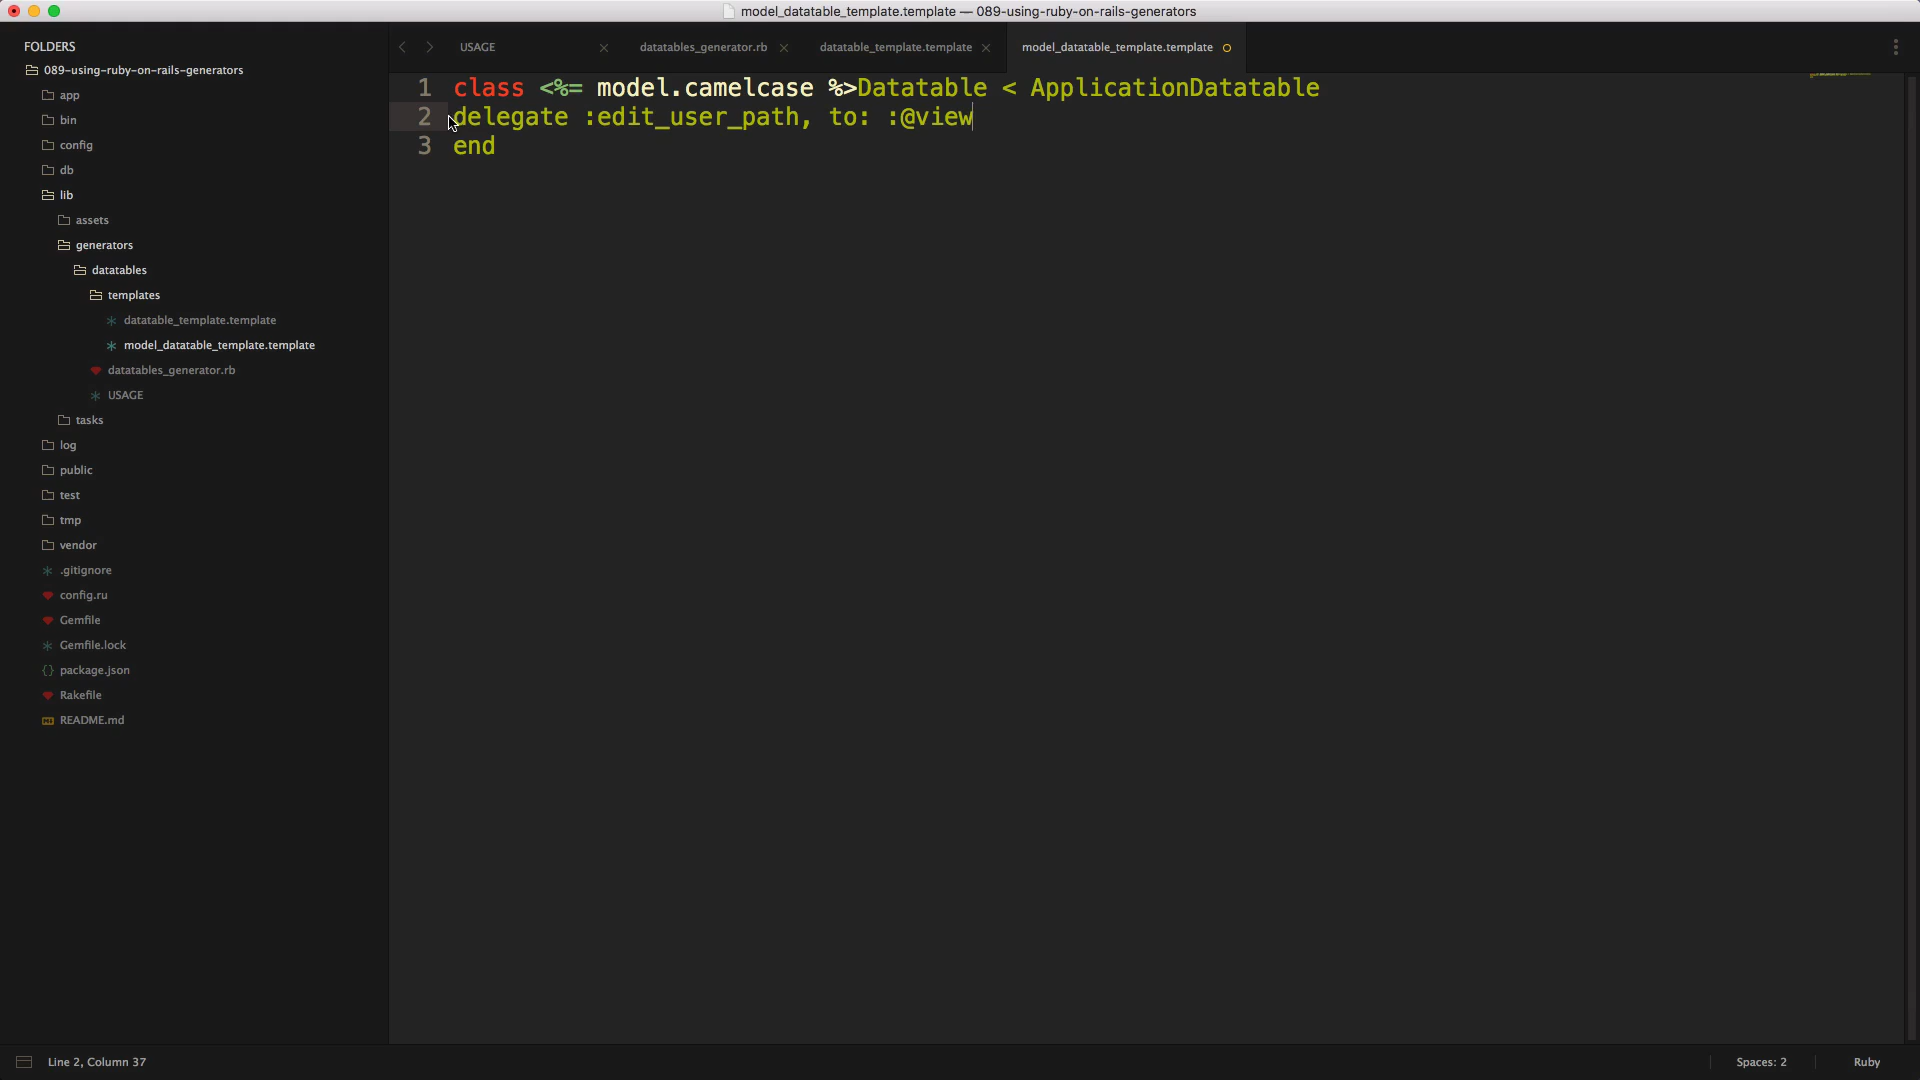 model_datatable_template.template — 089-using-ruby-on-rails-generators
FOLDERS
089-using-ruby-on-rails-generators
app
bin
config
db
lib
assets
generators
datatables
templates
datatable_template.template
model_datatable_template.template
datatables_generator.rb
USAGE
tasks
log
public
test
tmp
vendor
.gitignore
config.ru
Gemfile
Gemfile.lock
package.json
Rakefile
README.md
USAGE
datatables_generator.rb
datatable_template.template
model_datatable_template.template
1 class <%= model.camelcase %>Datatable < ApplicationDatatable
2 delegate :edit_user_path, to: :@view
3 end
Line 2, Column 37
Spaces: 2
Ruby